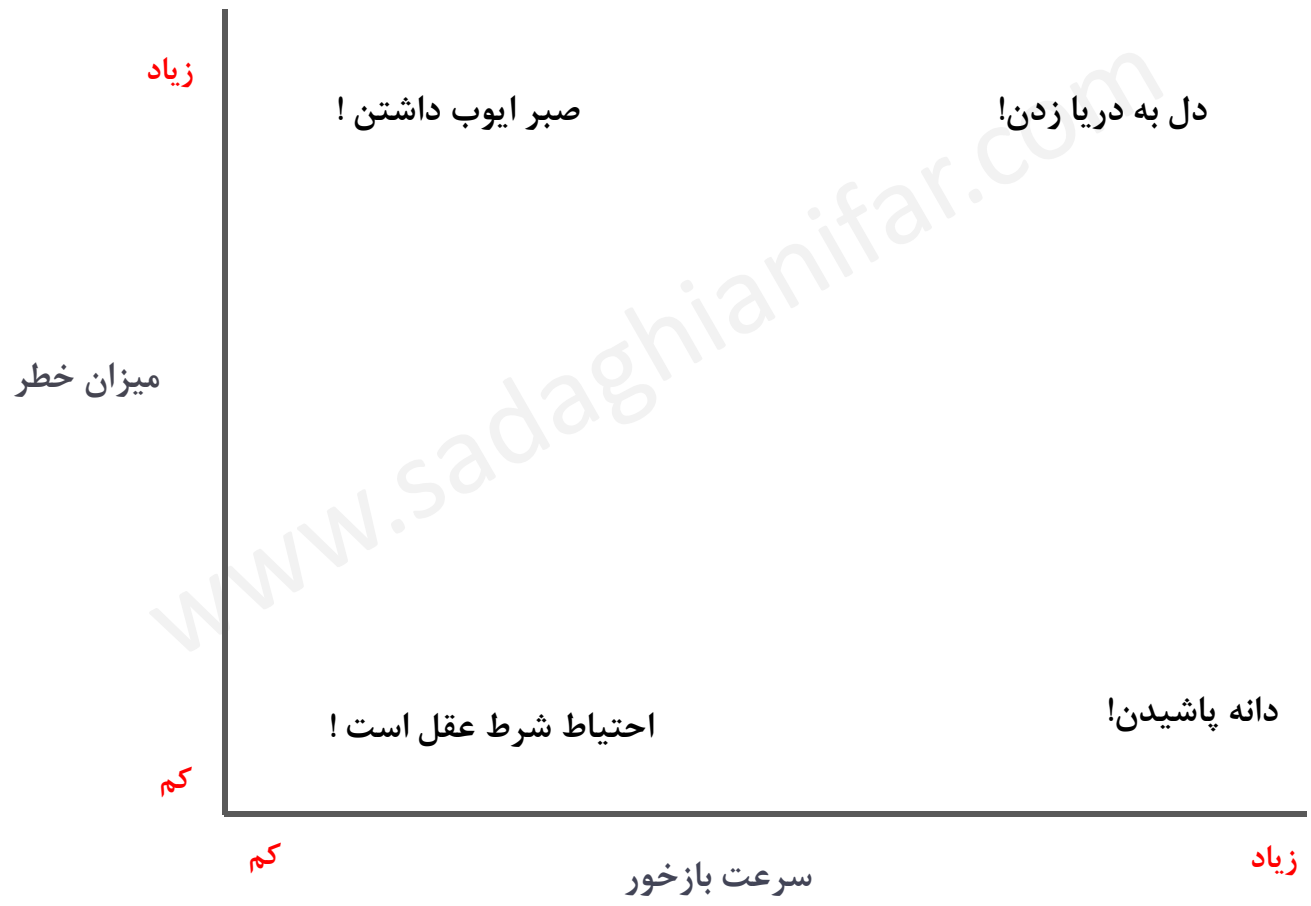 زیاد
دل به دریا زدن!
صبر ایوب داشتن !
میزان خطر
www.sadaghianifar.com
دانه پاشیدن!
احتیاط شرط عقل است !
کم
کم
زیاد
سرعت بازخور